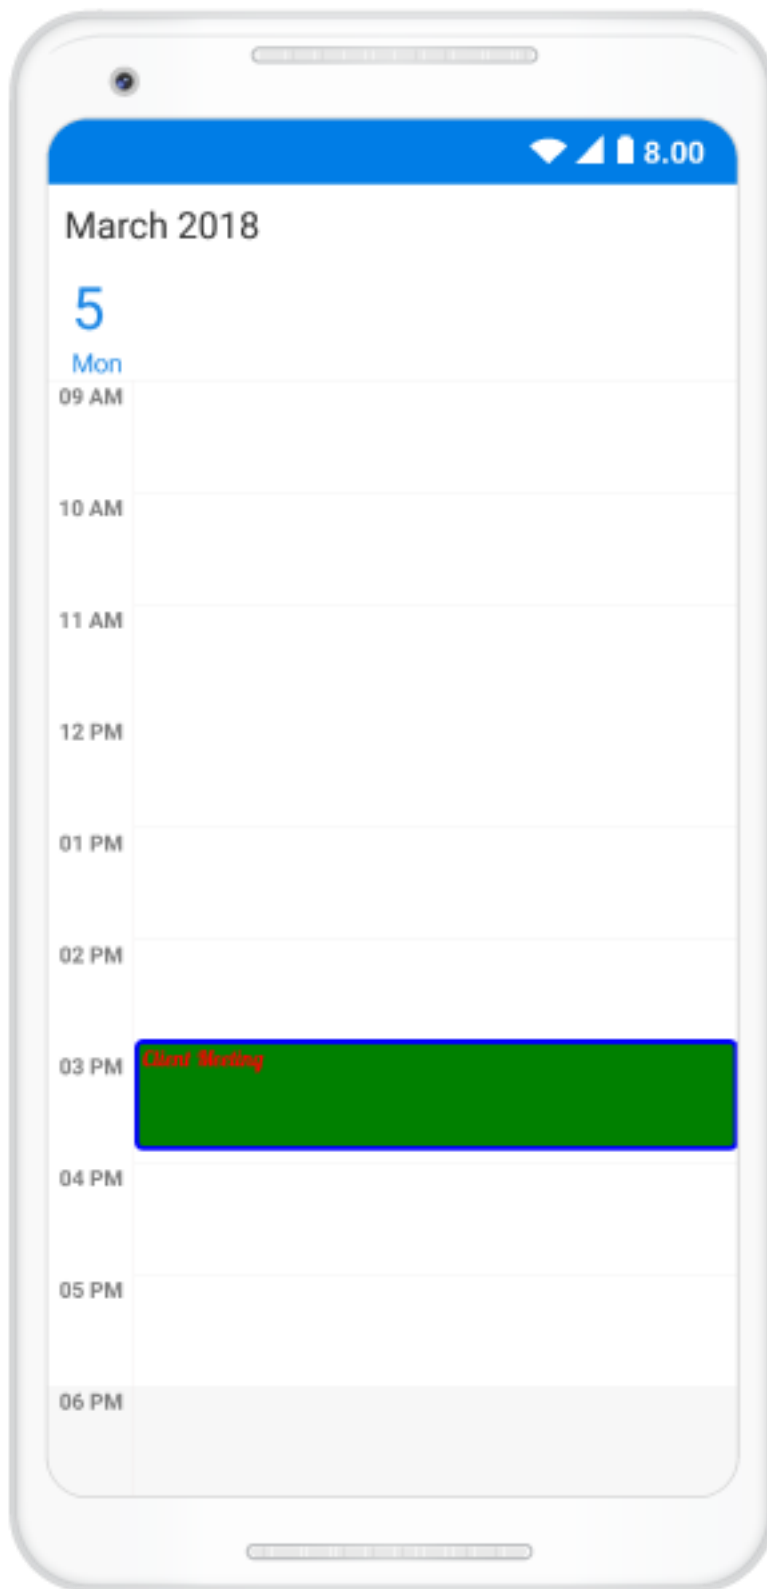 8.00
March 2018
5
Mon
09 AM
10 AM
11 AM
12 PM
01 PM
02 PM
03 PM
Client Meeting
04 PM
05 PM
06 PM